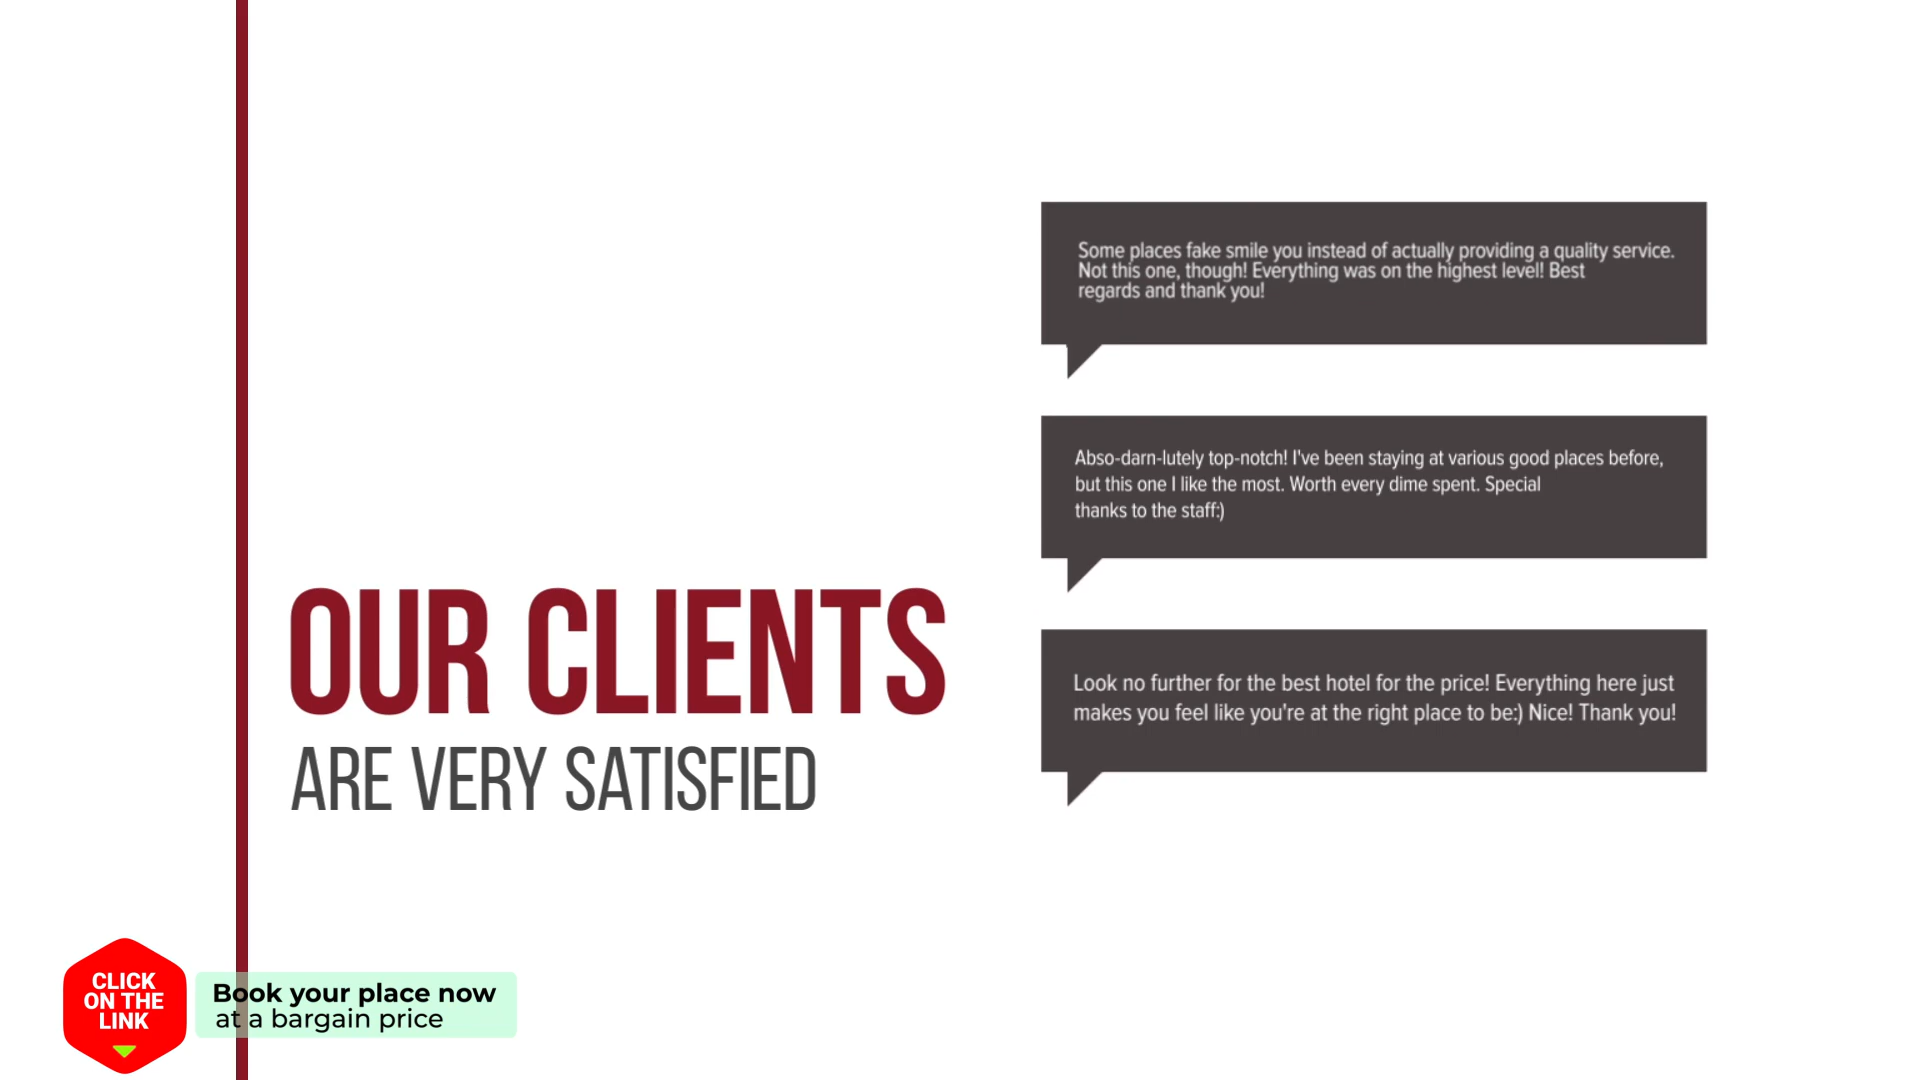 Some places fake smile you instead of actually providing a quality service.
Not this one, though! Everything was on the highest level! Best
regards and thank you!
Abso-darn-lutely top-notch! I've been staying at various good places before,
but this one I like the most. Worth every dime spent. Special
thanks to the staff:)
Look no further for the best hotel for the price! Everything here just
makes you feel like you're at the right place to be:) Nice! Thank you!
OUR CLIENTS
ARE VERY SATISFIED
CLICK
ON THE
LINK
Book your place now
at a bargain price